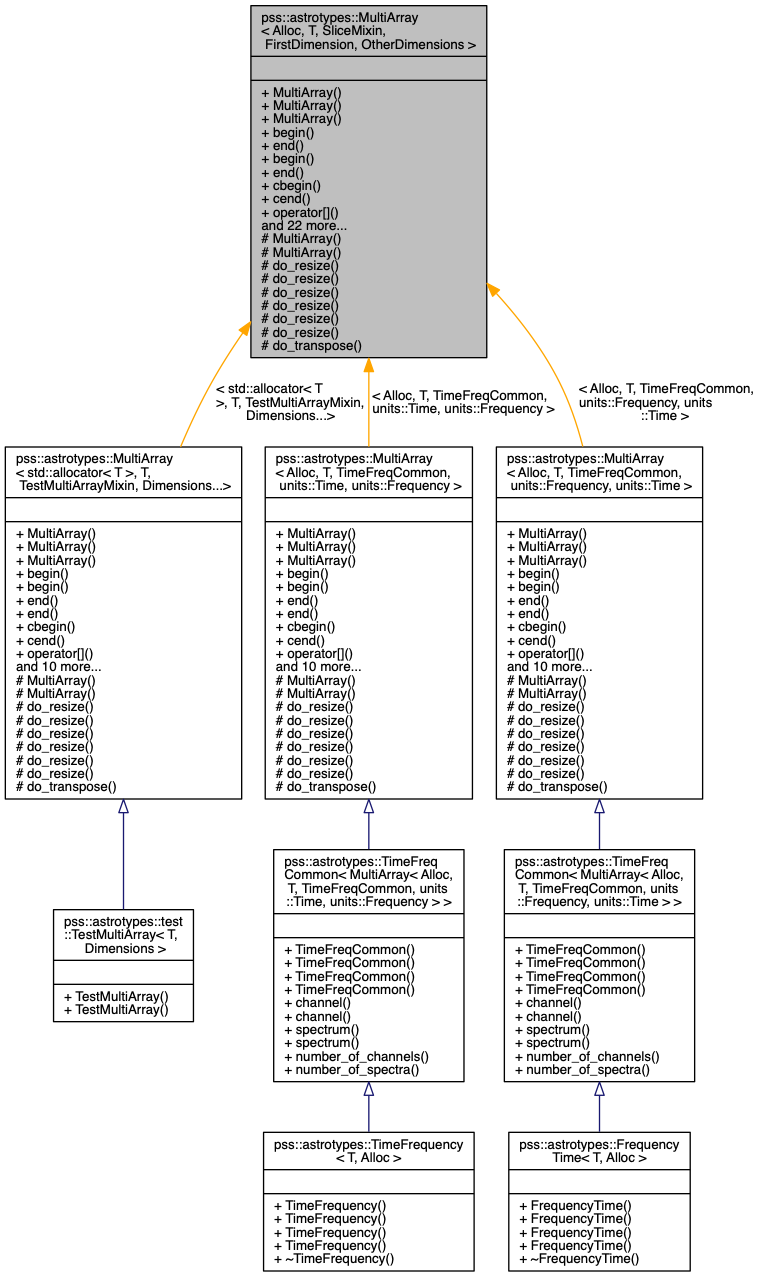 pss::astrotypes::MultiArray
< Alloc, T, SliceMixin,
FirstDimension, OtherDimensions >
+ MultiArray()
+ MultiArray()
+ MultiArray()
+ begin()
+ end()
+ begin()
+ end()
+ cbegin()
+ cend()
+ operator[]()
and 22 more...
# MultiArray()
# MultiArray()
# do_resize()
# do_resize()
# do_resize()
# do_resize()
# do_resize()
# do_resize()
# do_transpose()
< std::allocator< T
>, T, TestMultiArrayMixin,
Dimensions...>
< Alloc, T, TimeFreqCommon,
units::Time, units::Frequency >
< Alloc, T, TimeFreqCommon,
units::Frequency, units
::Time >
pss::astrotypes::MultiArray
< std::allocator< T >, T,
TestMultiArrayMixin, Dimensions...>
+ MultiArray()
+ MultiArray()
+ MultiArray()
+ begin()
+ begin()
+ end()
+ end()
+ cbegin()
+ cend()
+ operator[]()
and 10 more...
# MultiArray()
# MultiArray()
# do_resize()
# do_resize()
# do_resize()
# do_resize()
# do_resize()
# do_resize()
# do_transpose()
pss::astrotypes::MultiArray
< Alloc, T, TimeFreqCommon,
units::Time, units::Frequency >
+ MultiArray()
+ MultiArray()
+ MultiArray()
+ begin()
+ begin()
+ end()
+ end()
+ cbegin()
+ cend()
+ operator[]()
and 10 more...
# MultiArray()
# MultiArray()
# do_resize()
# do_resize()
# do_resize()
# do_resize()
# do_resize()
# do_resize()
# do_transpose()
pss::astrotypes::MultiArray
< Alloc, T, TimeFreqCommon,
units::Frequency, units::Time >
+ MultiArray()
+ MultiArray()
+ MultiArray()
+ begin()
+ begin()
+ end()
+ end()
+ cbegin()
+ cend()
+ operator[]()
and 10 more...
# MultiArray()
# MultiArray()
# do_resize()
# do_resize()
# do_resize()
# do_resize()
# do_resize()
# do_resize()
# do_transpose()
pss::astrotypes::test
::TestMultiArray< T,
Dimensions >
+ TestMultiArray()
+ TestMultiArray()
pss::astrotypes::TimeFreq
Common< MultiArray< Alloc,
T, TimeFreqCommon, units
::Time, units::Frequency > >
+ TimeFreqCommon()
+ TimeFreqCommon()
+ TimeFreqCommon()
+ TimeFreqCommon()
+ channel()
+ channel()
+ spectrum()
+ spectrum()
+ number_of_channels()
+ number_of_spectra()
pss::astrotypes::TimeFreq
Common< MultiArray< Alloc,
T, TimeFreqCommon, units
::Frequency, units::Time > >
+ TimeFreqCommon()
+ TimeFreqCommon()
+ TimeFreqCommon()
+ TimeFreqCommon()
+ channel()
+ channel()
+ spectrum()
+ spectrum()
+ number_of_channels()
+ number_of_spectra()
pss::astrotypes::TimeFrequency
< T, Alloc >
+ TimeFrequency()
+ TimeFrequency()
+ TimeFrequency()
+ TimeFrequency()
+ ~TimeFrequency()
pss::astrotypes::Frequency
Time< T, Alloc >
+ FrequencyTime()
+ FrequencyTime()
+ FrequencyTime()
+ FrequencyTime()
+ ~FrequencyTime()